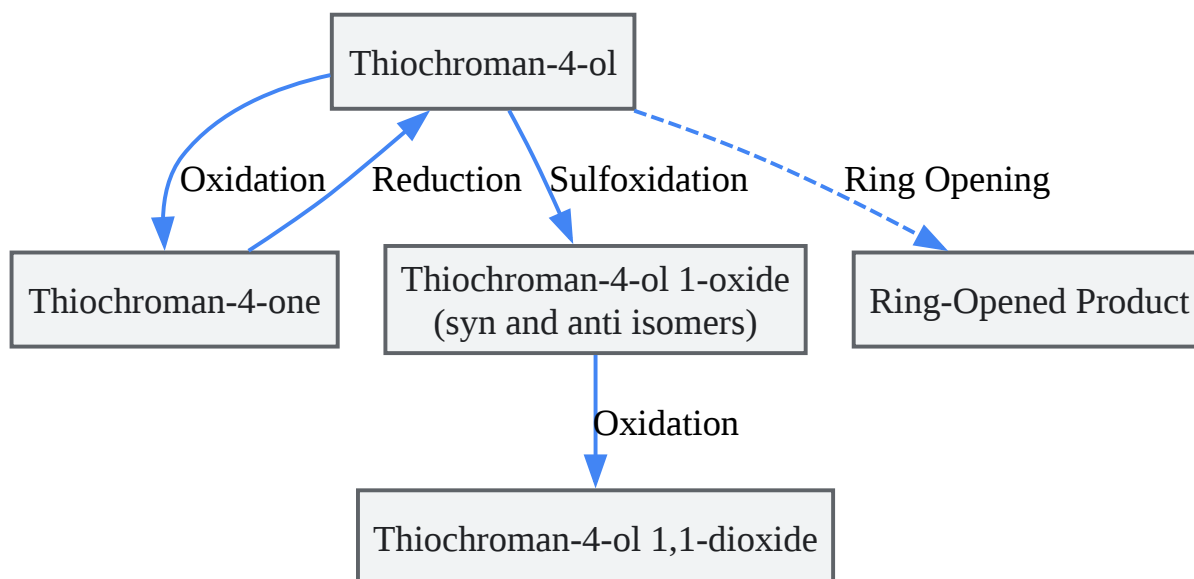 Thiochroman-4-ol
Oxidation
Reduction
Sulfoxidation
Ring Opening
Thiochroman-4-one
Thiochroman-4-ol 1-oxide
(syn and anti isomers)
Ring-Opened Product
Oxidation
Thiochroman-4-ol 1,1-dioxide